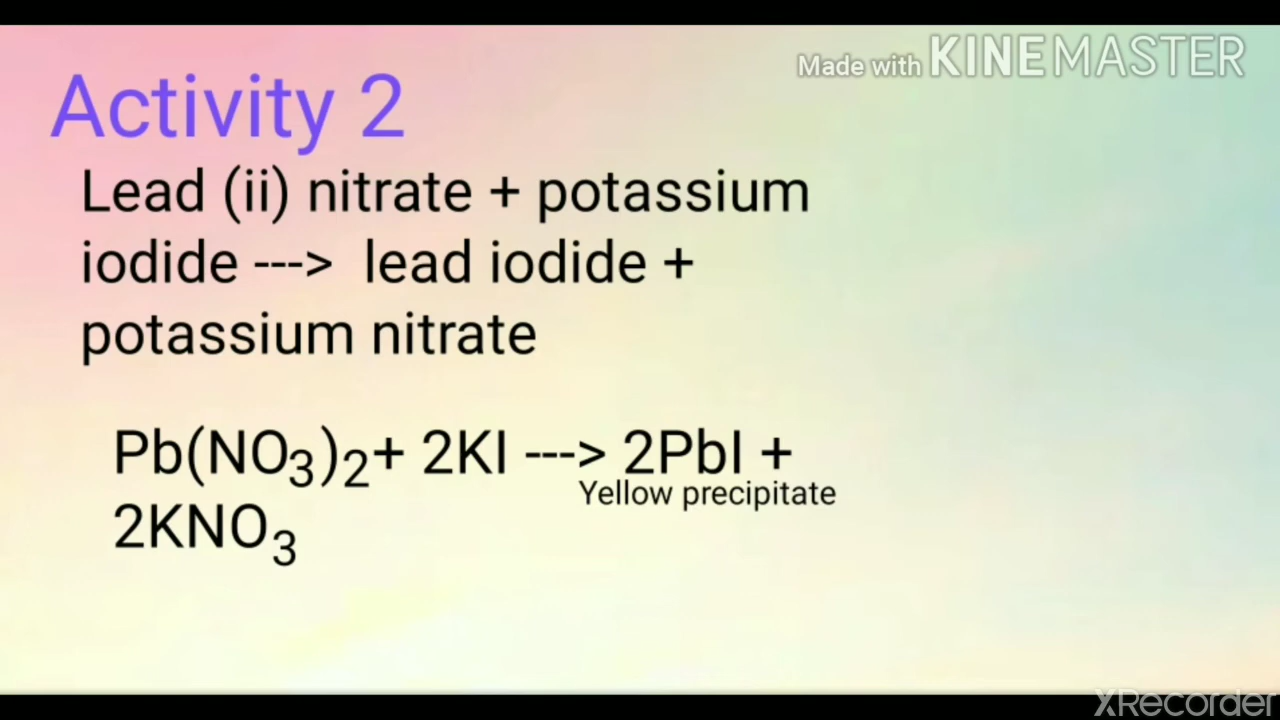 Made with KINEMASTER
Activity 2
Lead (ii) nitrate + potassium
iodide ---> lead iodide +
potassium nitrate
Pb(NO3)2+ 2KI ---> 2PbI +
Yellow precipitate
2KNO3
XRecorder